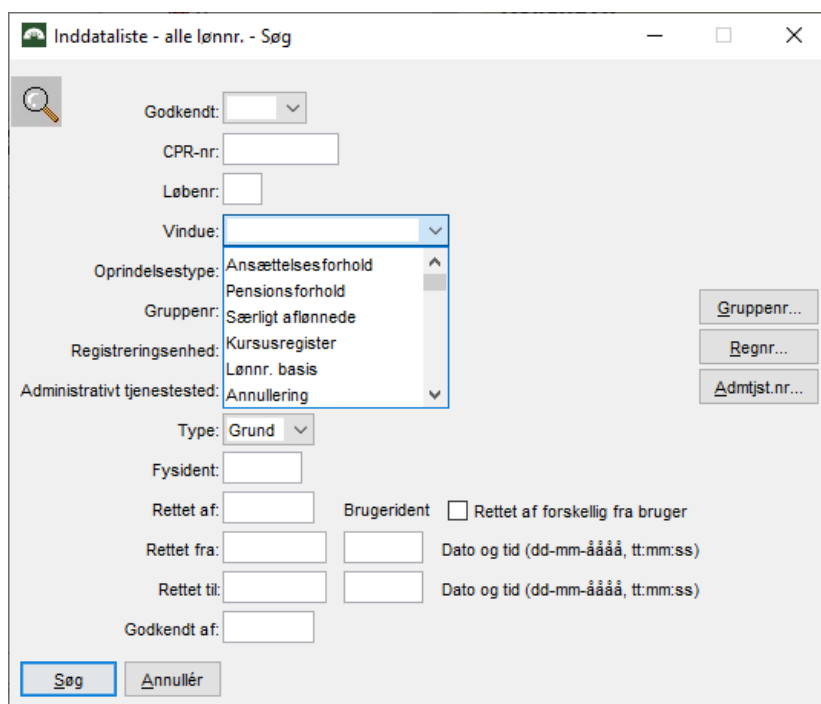 Inddataliste - alle lønnr. - Søg
Godkendt:
CPR-nr:
Løbenr:
Vindue:
Oprindelsestype:
Ansættelsesforhold
Pensionsforhold
Særligt aflønnede
Kursusregister
Lønnr. basis
Annullering
Gruppenr:
Gruppenr...
Registreringsenhed:
Regnr...
Administrativt tjenestested:
Admtjst.nr...
Type: Grund
Fysident:
Rettet af: Brugerident Rettet af forskellig fra bruger
Rettet fra: Dato og tid (dd-mm-åååå, tt:mm:ss)
Rettet til: Dato og tid (dd-mm-åååå, tt:mm:ss)
Godkendt af:
Søg Annullér